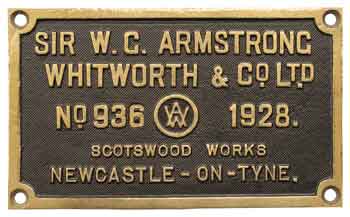 SIR W.G. ARMSTRONG
WHITWORTH & Co LTD
No 936 AW 1928.
SCOTSWOOD WORKS
NEWCASTLE-ON-TYNE.